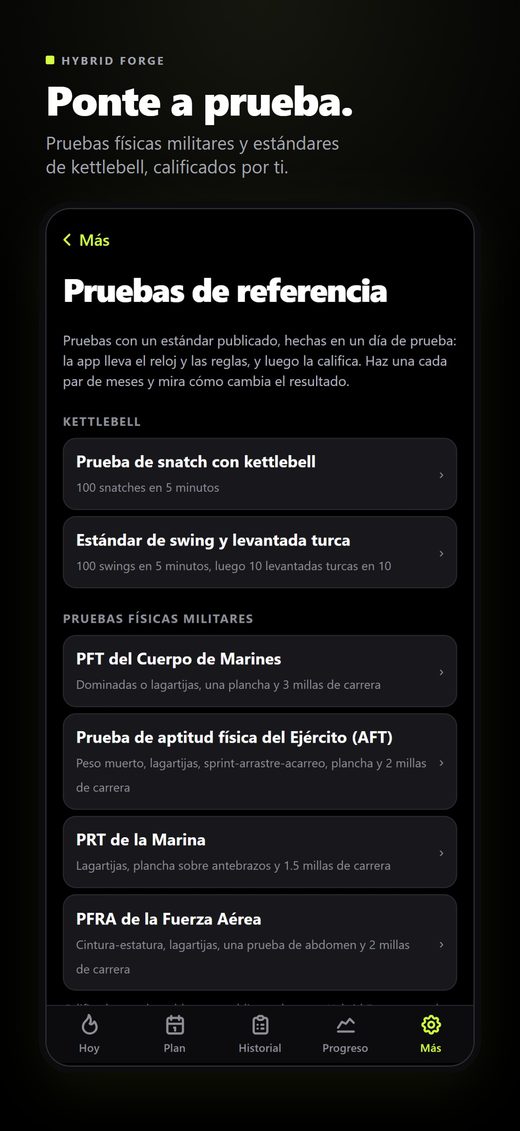 HYBRID FORGE
Ponte a prueba.
Pruebas físicas militares y estándares
de kettlebell, calificados por ti.
Más
Pruebas de referencia
Pruebas con un estándar publicado, hechas en un día de prueba:
la app lleva el reloj y las reglas, y luego la califica. Haz una cada
par de meses y mira cómo cambia el resultado.
KETTLEBELL
Prueba de snatch con kettlebell
100 snatches en 5 minutos
Estándar de swing y levantada turca
100 swings en 5 minutos, luego 10 levantadas turcas en 10
PRUEBAS FÍSICAS MILITARES
PFT del Cuerpo de Marines
Dominadas o lagartijas, una plancha y 3 millas de carrera
Prueba de aptitud física del Ejército (AFT)
Peso muerto, lagartijas, sprint-arrastre-acarreo, plancha y 2 millas
de carrera
PRT de la Marina
Lagartijas, plancha sobre antebrazos y 1.5 millas de carrera
PFRA de la Fuerza Aérea
Cintura-estatura, lagartijas, una prueba de abdomen y 2 millas
de carrera
Hoy
Plan
Historial
Progreso
Más